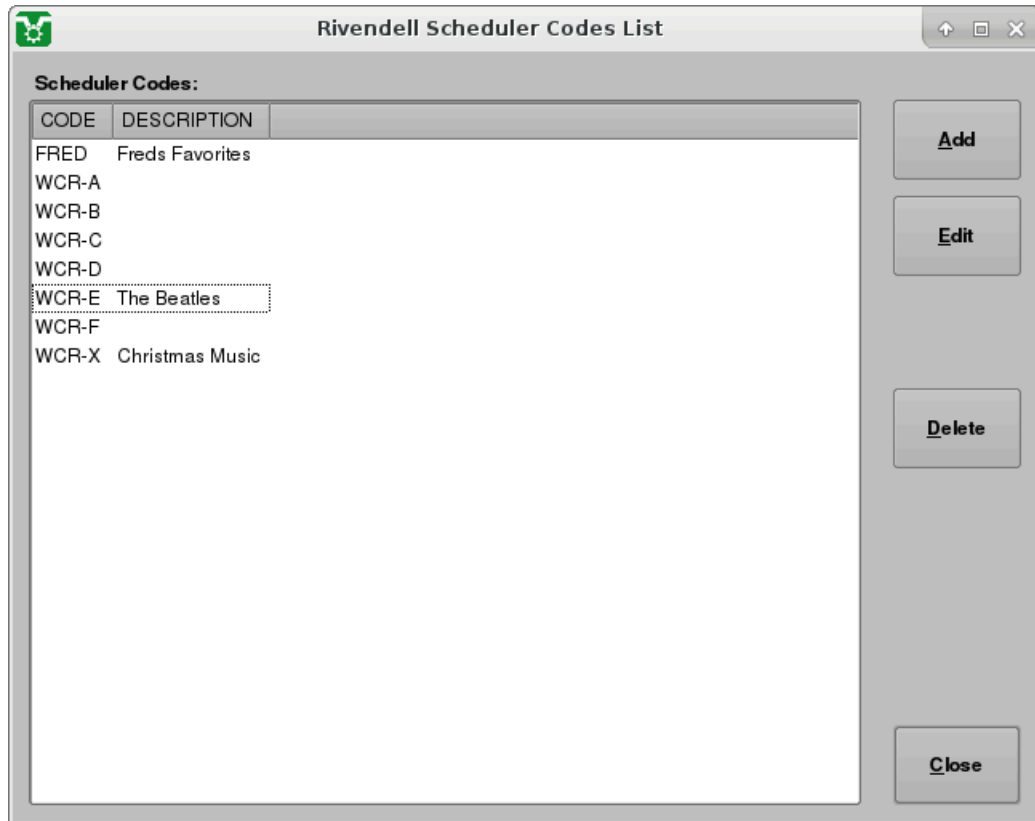 Rivendell Scheduler Codes List
Scheduler Codes:
CODE DESCRIPTION
FRED Freds Favorites
WCR-A
WCR-B
WCR-C
WCR-D
WCR-E The Beatles
WCR-F
WCR-X Christmas Music
Add
Edit
Delete
Close